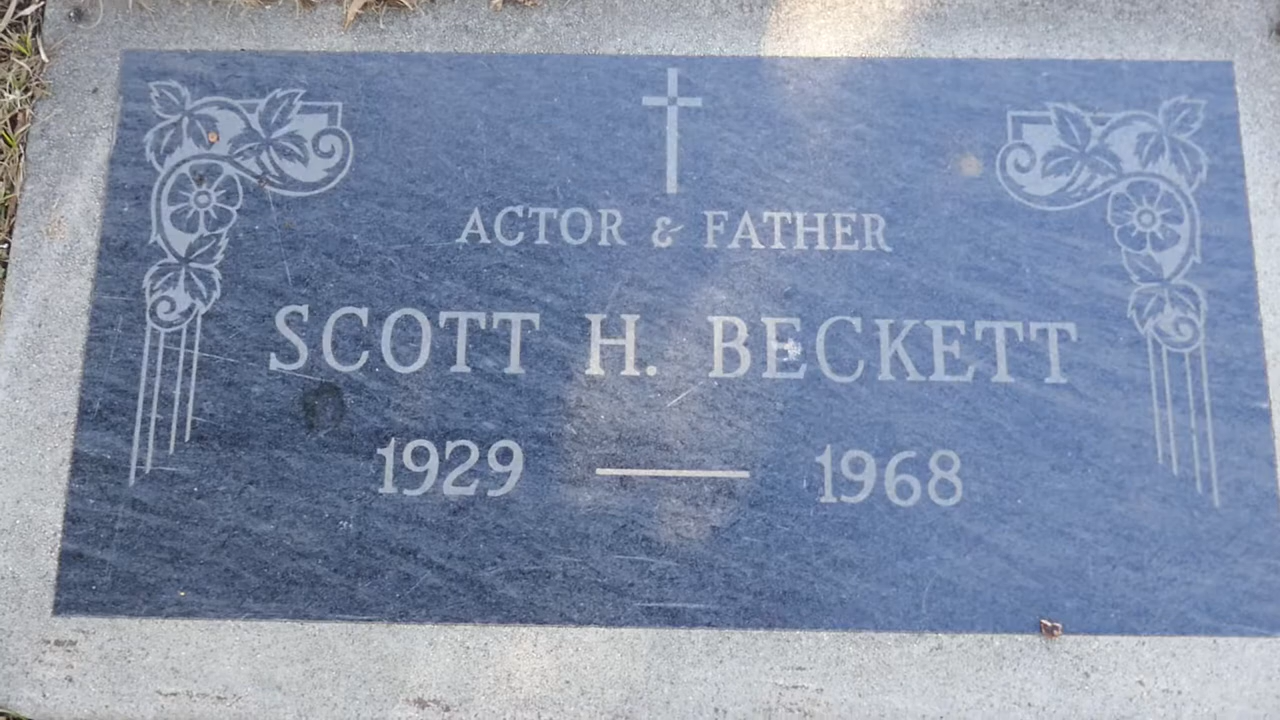 ACTOR & FATHER
SCOTT H. BECKETT
1929 — 1968